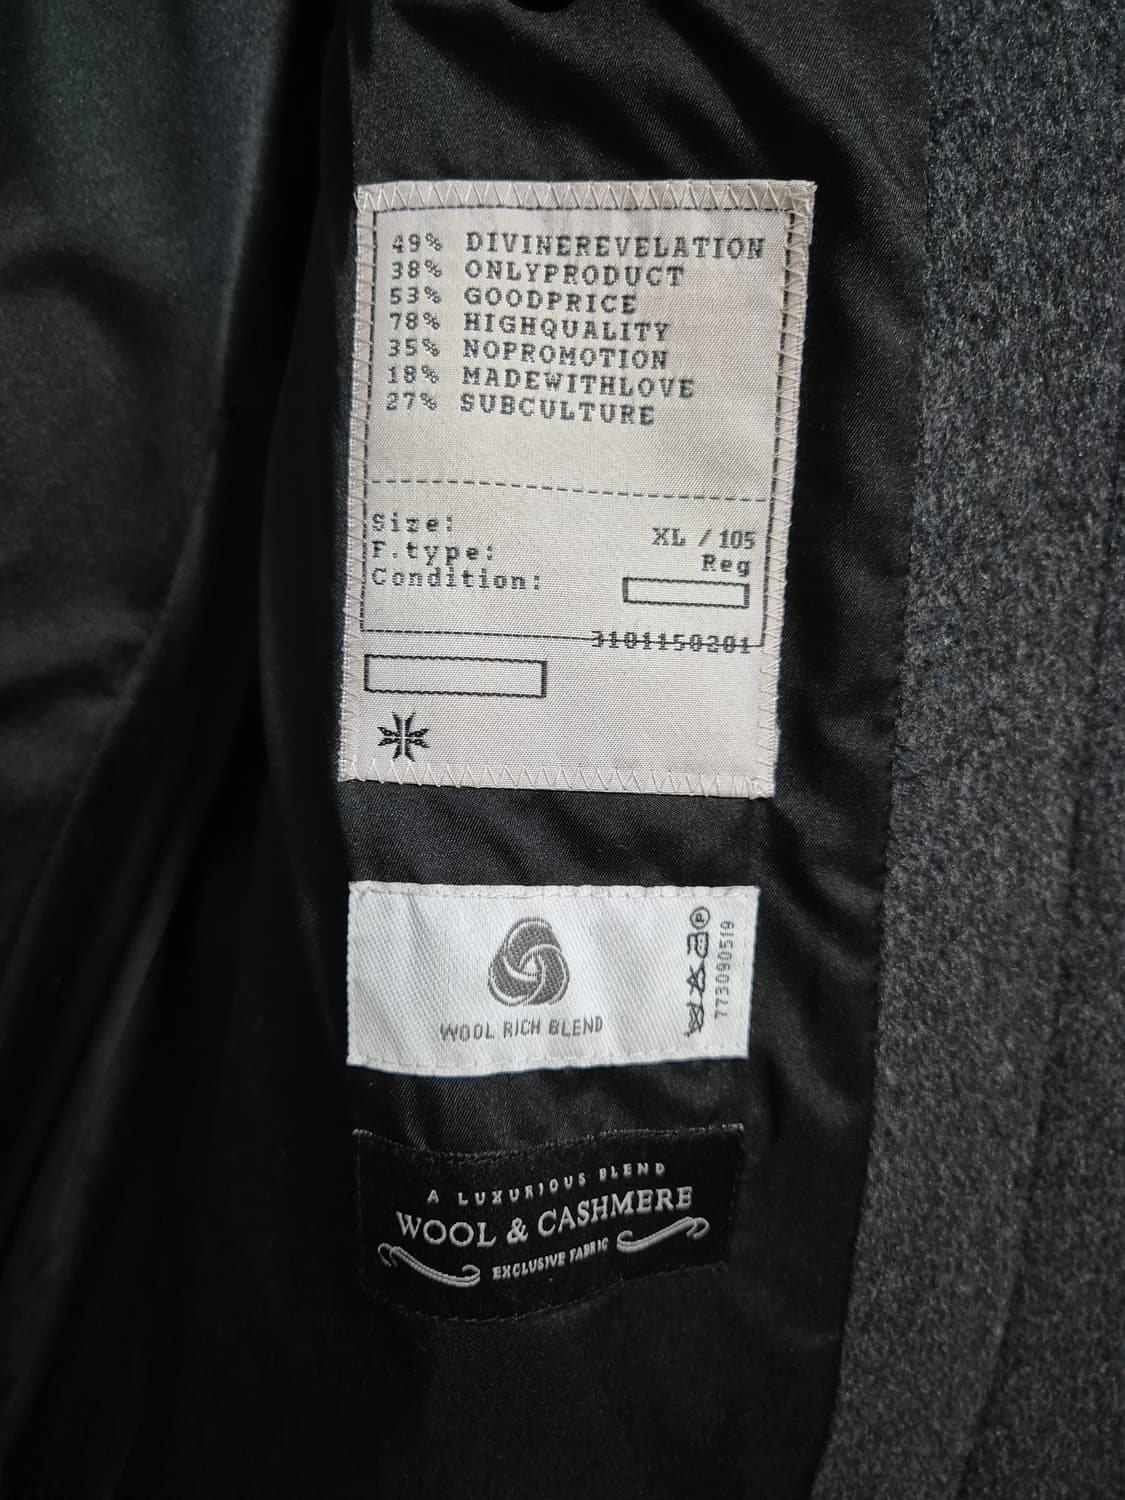 49% DIVINEREVELATION
38% ONLYPRODUCT
53% GOODPRICE
78% HIGHQUALITY
35% NOPROMOTION
18% MADEWITHLOVE
27% SUBCULTURE
Size: XL / 105
F.type: Reg
Condition:
3101150201
WOOL RICH BLEND
P
773090519
A LUXURIOUS BLEND
WOOL & CASHMERE
EXCLUSIVE FABRIC